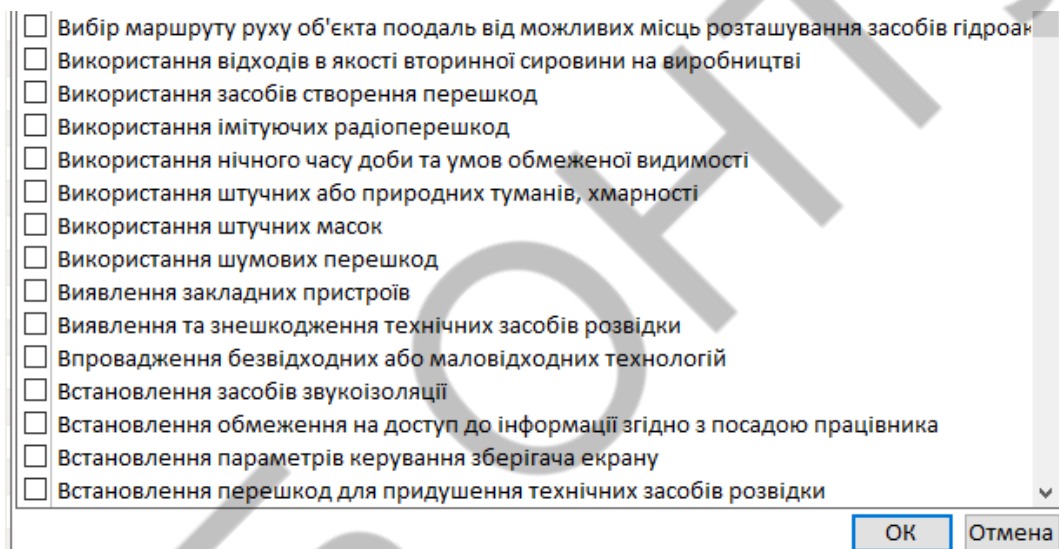 Вибір маршруту руху об'єкта поодаль від можливих місць розташування засобів гідроак
Використання відходів в якості вторинної сировини на виробництві
Використання засобів створення перешкод
Використання імітуючих радіоперешкод
Використання нічного часу доби та умов обмеженої видимості
Використання штучних або природних туманів, хмарності
Використання штучних масок
Використання шумових перешкод
Виявлення закладних пристроїв
Виявлення та знешкодження технічних засобів розвідки
Впровадження безвідходних або маловідходних технологій
Встановлення засобів звукоізоляції
Встановлення обмеження на доступ до інформації згідно з посадою працівника
Встановлення параметрів керування зберігача екрану
Встановлення перешкод для придушення технічних засобів розвідки
ОК Отмена